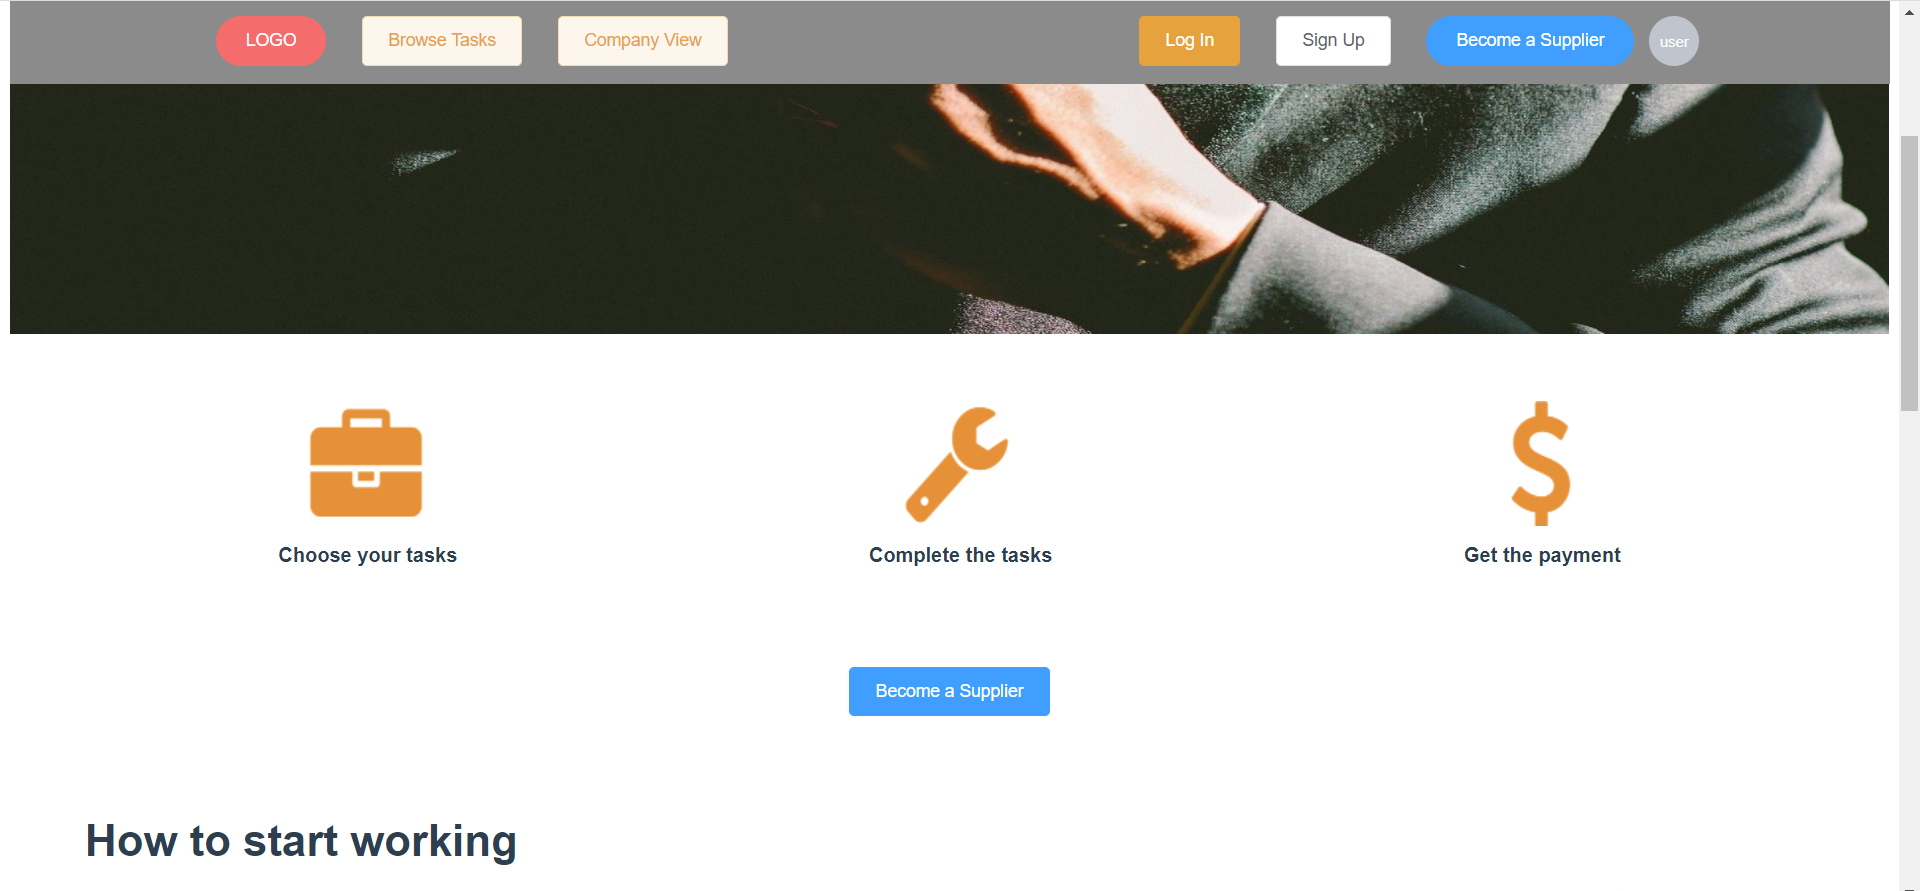 LOGO
Browse Tasks
Company View
Log In
Sign Up
Become a Supplier
user
Choose your tasks
Complete the tasks
Get the payment
Become a Supplier
How to start working